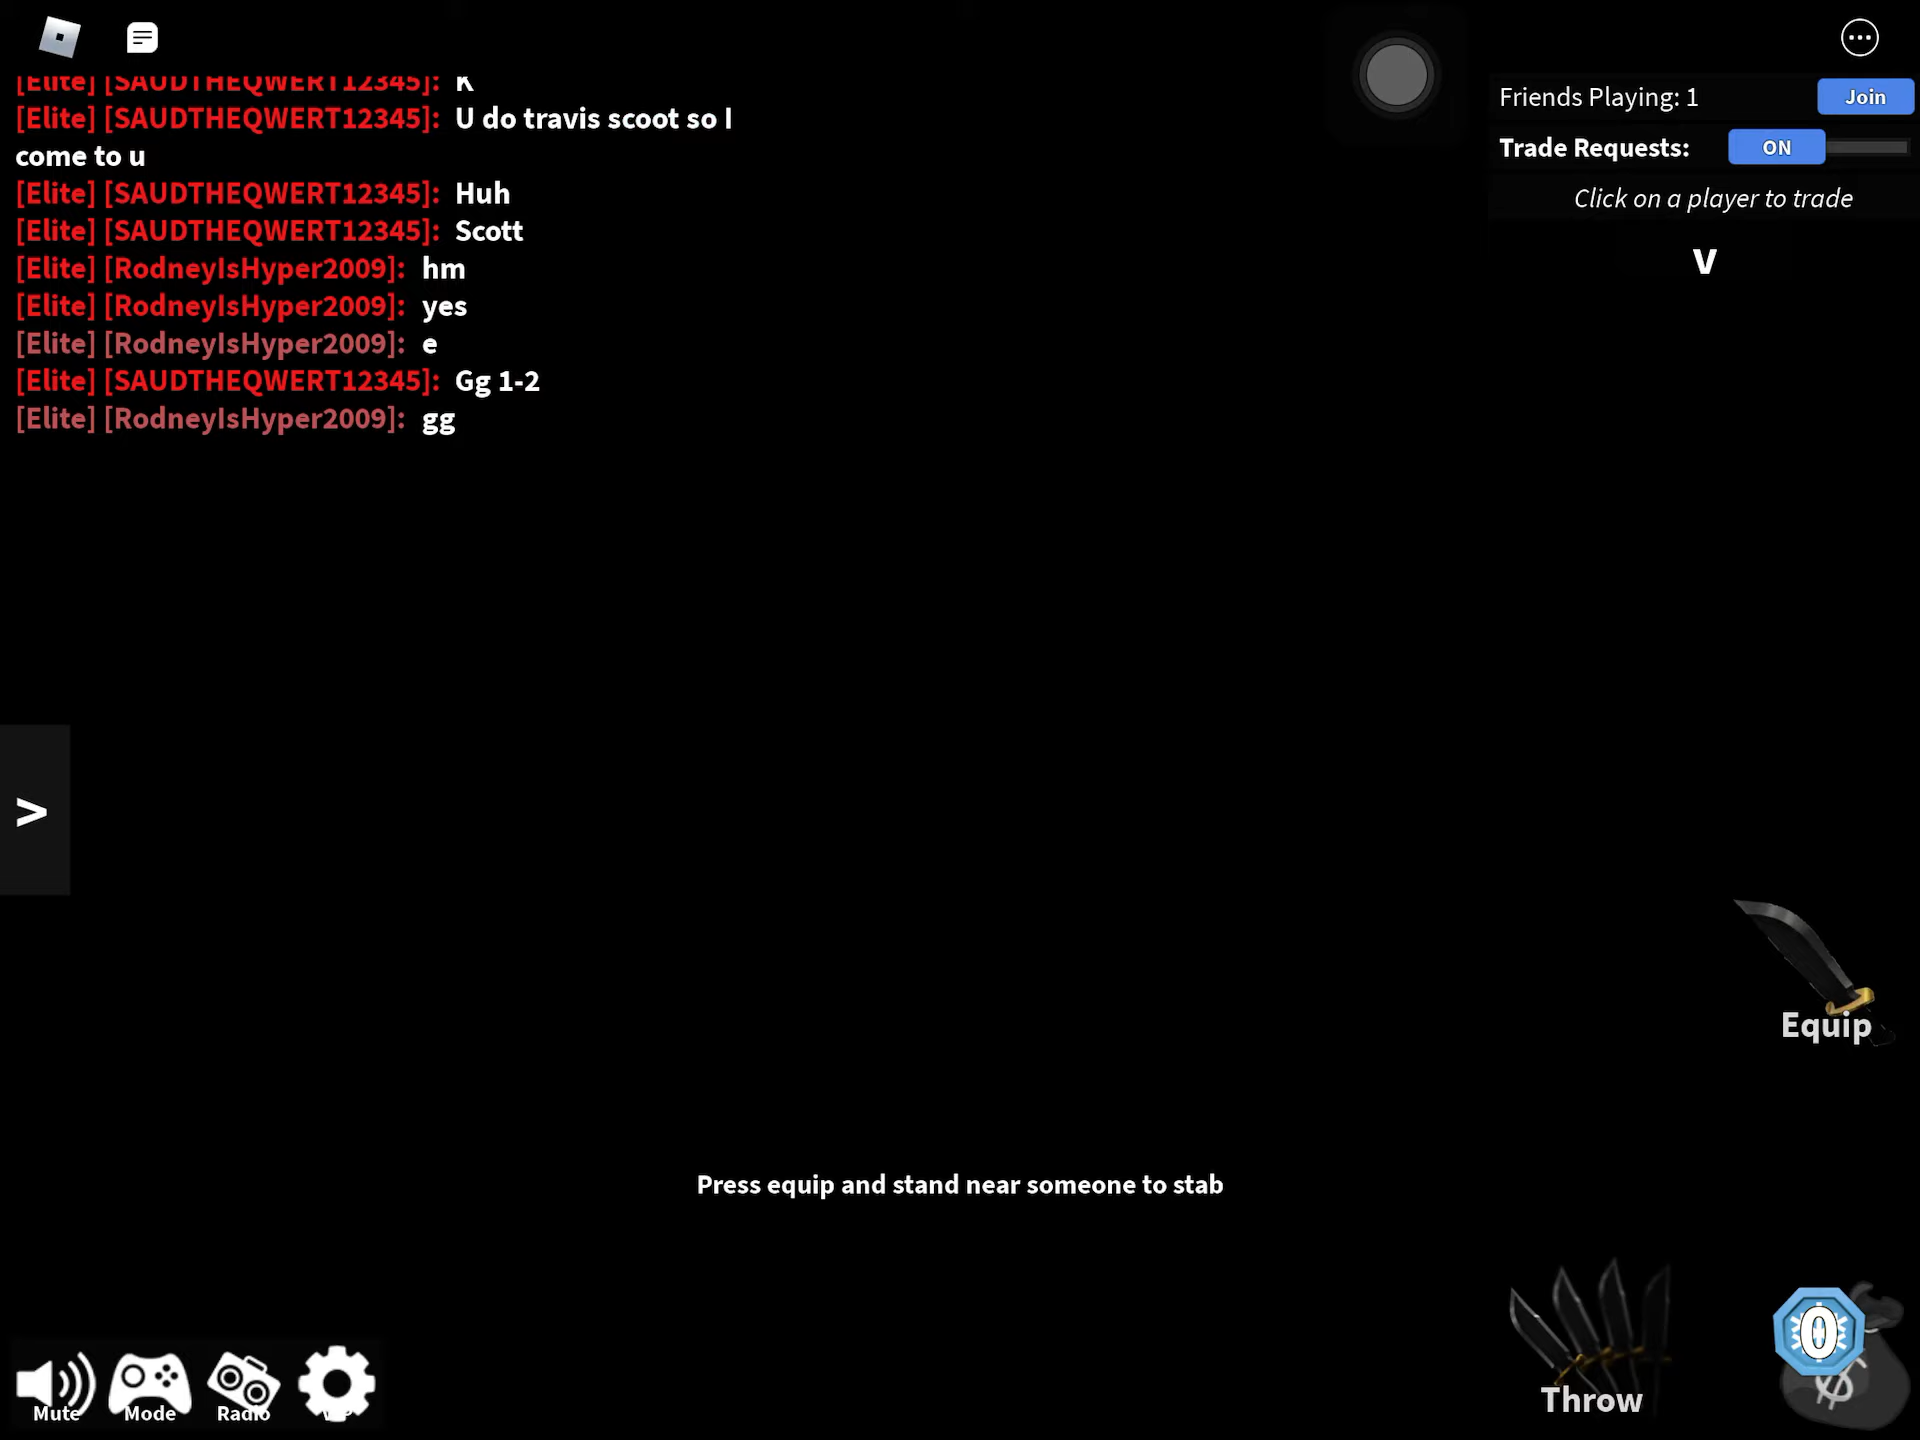 [Elite] [SAUDTHEQWERT12345]: K
[Elite] [SAUDTHEQWERT12345]: U do travis scoot so I
come to u
[Elite] [SAUDTHEQWERT12345]: Huh
[Elite] [SAUDTHEQWERT12345]: Scott
[Elite] [RodneyIsHyper2009]: hm
[Elite] [RodneyIsHyper2009]: yes
[Elite] [RodneyIsHyper2009]: e
[Elite] [SAUDTHEQWERT12345]: Gg 1-2
[Elite] [RodneyIsHyper2009]: gg
Friends Playing: 1
Join
Trade Requests:
ON
Click on a player to trade
V
>
Equip
Press equip and stand near someone to stab
Throw
0
Mute
Mode
Radio